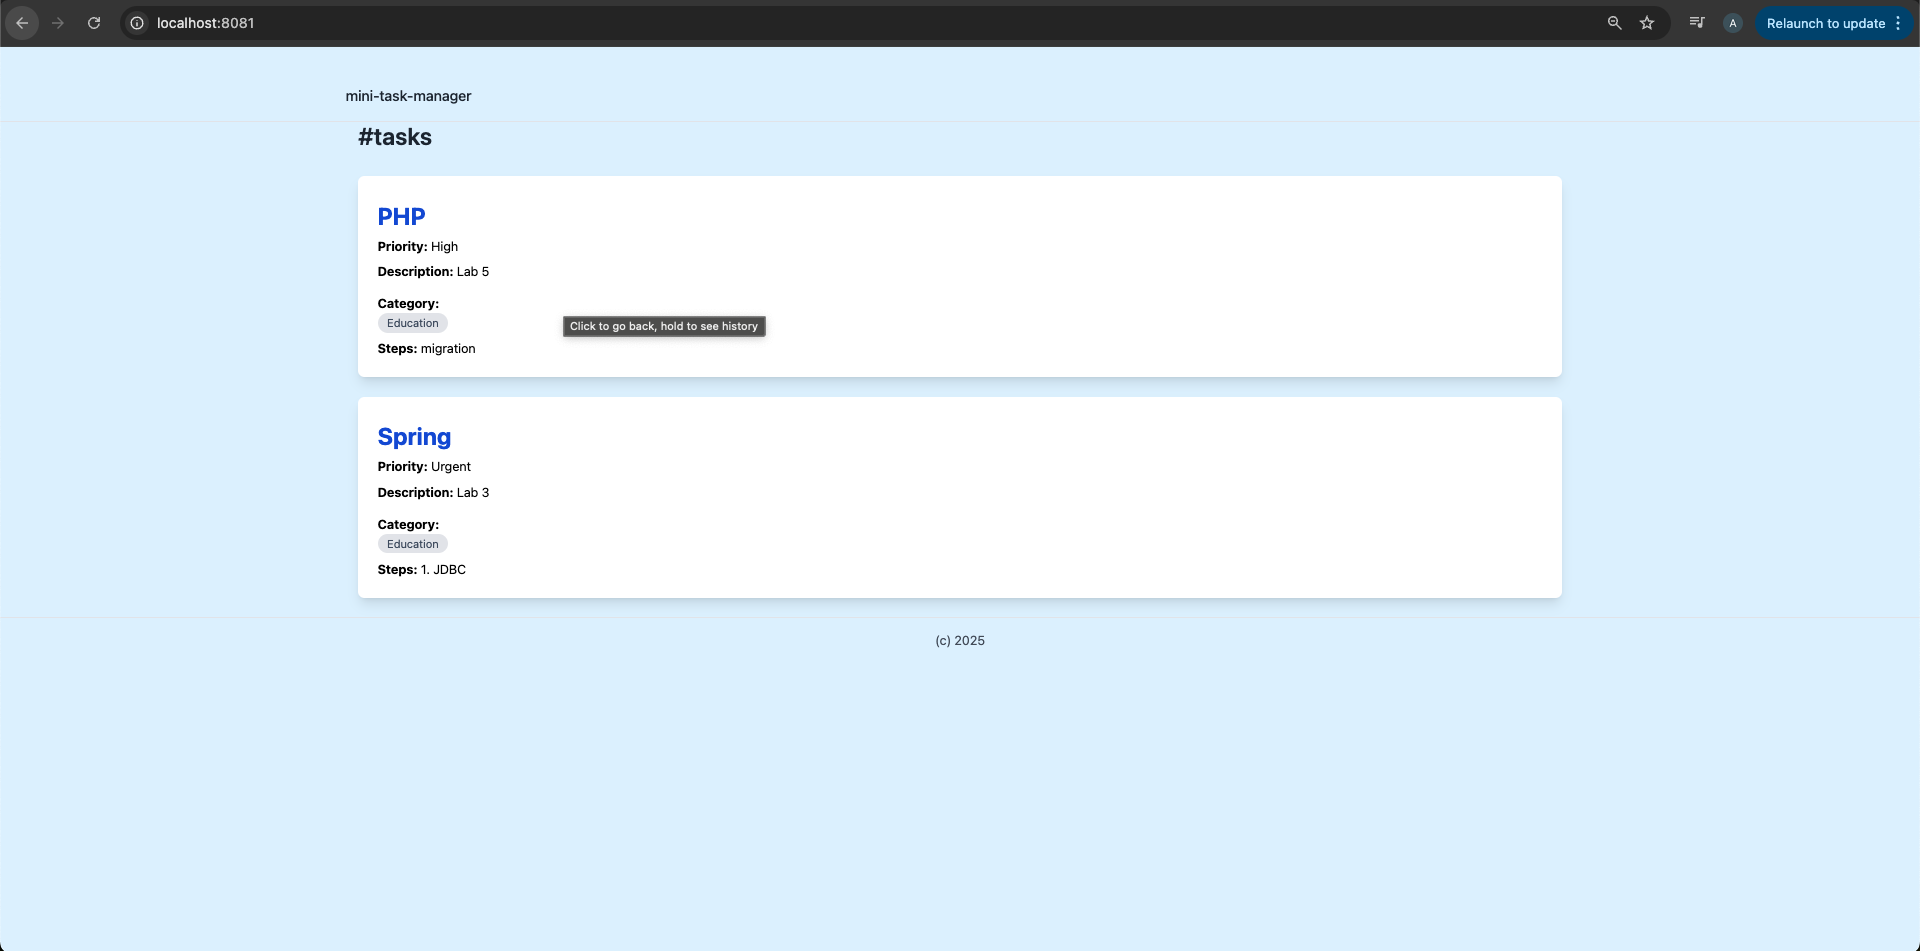 localhost:8081
A
Relaunch to update
mini-task-manager
#tasks
PHP
Priority: High
Description: Lab 5
Category:
Education
Click to go back, hold to see history
Steps: migration
Spring
Priority: Urgent
Description: Lab 3
Category:
Education
Steps: 1. JDBC
(c) 2025